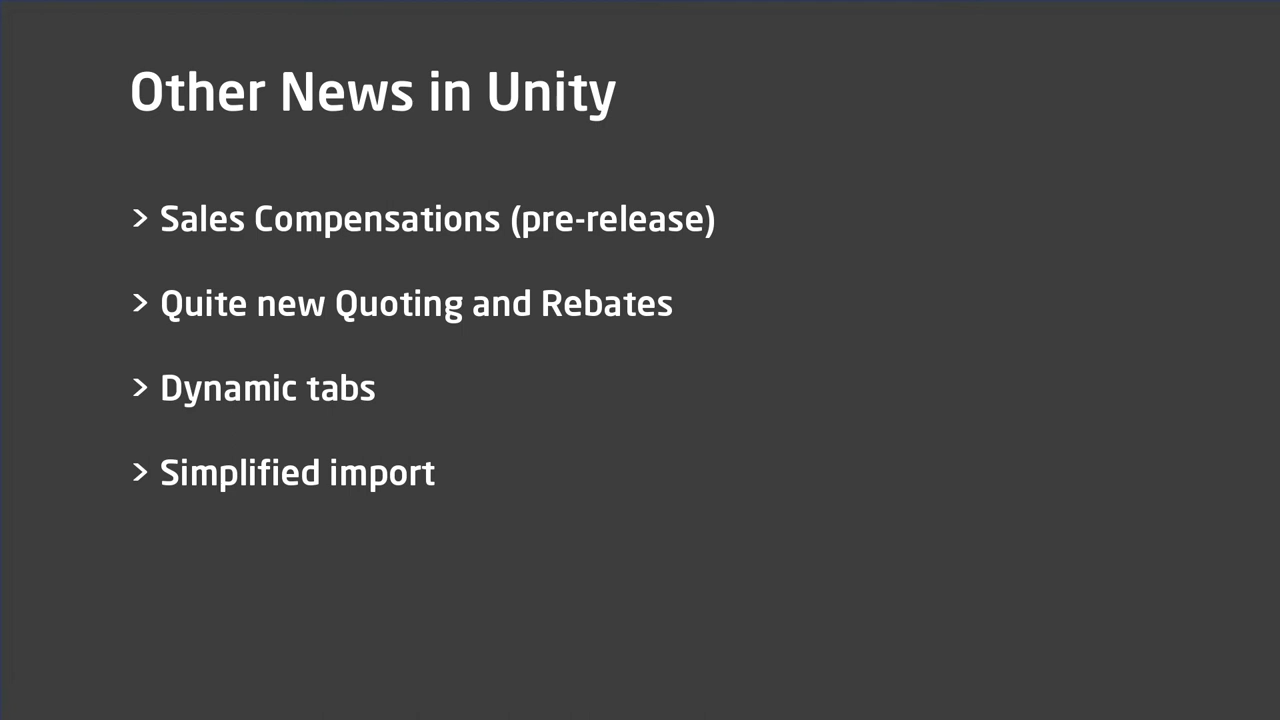 Other News in Unity
> Sales Compensations (pre-release)
> Quite new Quoting and Rebates
> Dynamic tabs
> Simplified import